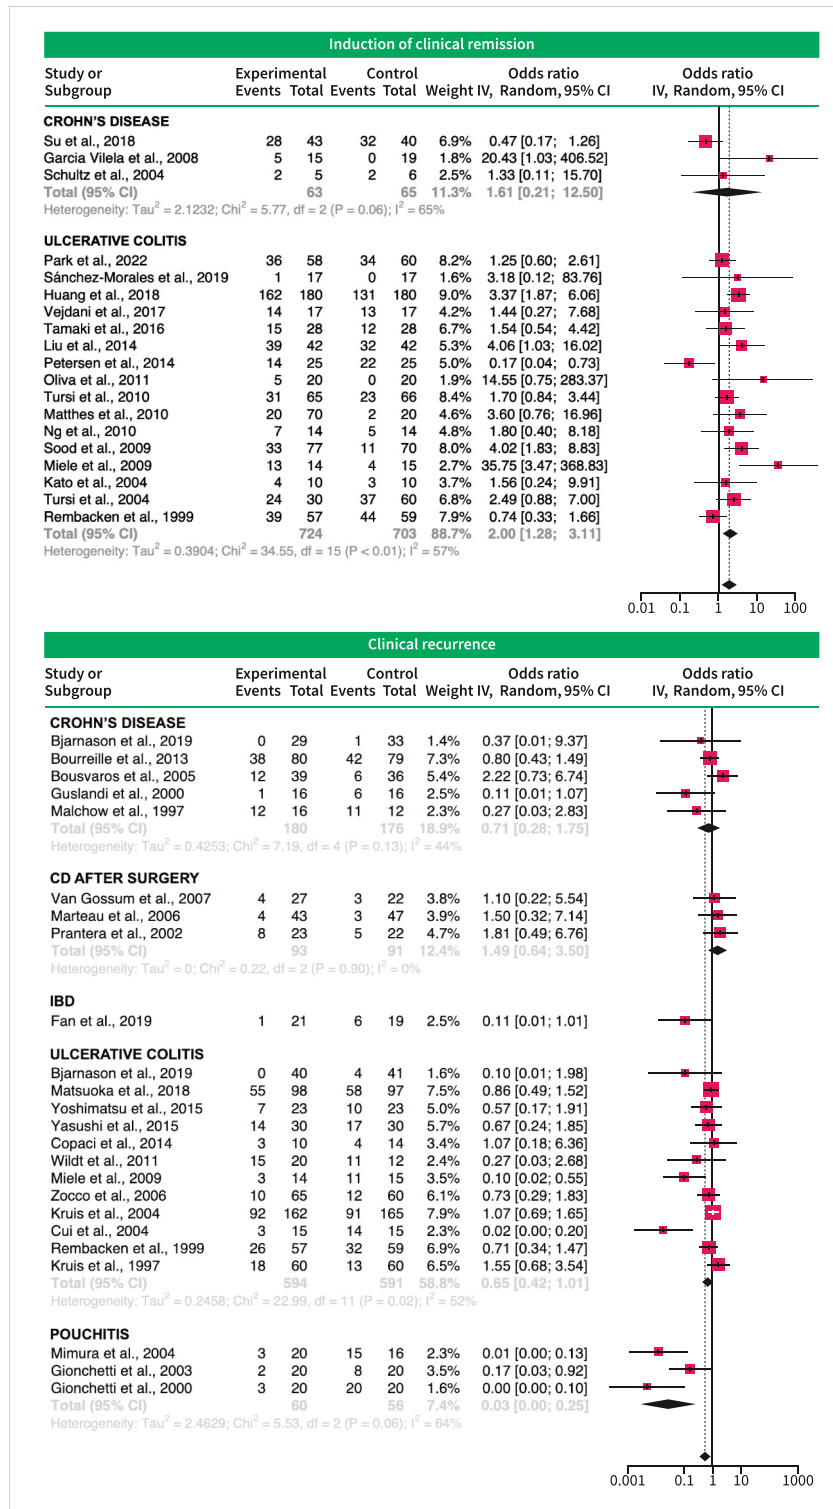 Induction of clinical remission
Study or Experimental Control Odds ratio Odds ratio
Subgroup Events Total Events Total Weight IV, Random, 95% CI IV, Random, 95% CI
CROHN'S DISEASE
Su et al., 2018 28 43 32 40 6.9% 0.47 [0.17; 1.26]
Garcia Vilela et al., 2008 5 15 0 19 1.8% 20.43 [1.03; 406.52]
Schultz et al., 2004 2 5 2 6 2.5% 1.33 [0.11; 15.70]
Total (95% CI) 63 65 11.3% 1.61 [0.21; 12.50]
Heterogeneity: Tau² = 2.1232; Chi² = 5.77, df = 2 (P = 0.06); I² = 65%
ULCERATIVE COLITIS
Park et al., 2022 36 58 34 60 8.2% 1.25 [0.60; 2.61]
Sánchez-Morales et al., 2019 1 17 0 17 1.6% 3.18 [0.12; 83.76]
Huang et al., 2018 162 180 131 180 9.0% 3.37 [1.87; 6.06]
Vejdani et al., 2017 14 17 13 17 4.2% 1.44 [0.27; 7.68]
Tamaki et al., 2016 15 28 12 28 6.7% 1.54 [0.54; 4.42]
Liu et al., 2014 39 42 32 42 5.3% 4.06 [1.03; 16.02]
Petersen et al., 2014 14 25 22 25 5.0% 0.17 [0.04; 0.73]
Oliva et al., 2011 5 20 0 20 1.9% 14.55 [0.75; 283.37]
Tursi et al., 2010 31 65 23 66 8.4% 1.70 [0.84; 3.44]
Matthes et al., 2010 20 70 2 20 4.6% 3.60 [0.76; 16.96]
Ng et al., 2010 7 14 5 14 4.8% 1.80 [0.40; 8.18]
Sood et al., 2009 33 77 11 70 8.0% 4.02 [1.83; 8.83]
Miele et al., 2009 13 14 4 15 2.7% 35.75 [3.47; 368.83]
Kato et al., 2004 4 10 3 10 3.7% 1.56 [0.24; 9.91]
Tursi et al., 2004 24 30 37 60 6.8% 2.49 [0.88; 7.00]
Rembacken et al., 1999 39 57 44 59 7.9% 0.74 [0.33; 1.66]
Total (95% CI) 724 703 88.7% 2.00 [1.28; 3.11]
Heterogeneity: Tau² = 0.3904; Chi² = 34.55, df = 15 (P < 0.01); I² = 57%
0.01 0.1 1 10 100
Clinical recurrence
Study or Experimental Control Odds ratio Odds ratio
Subgroup Events Total Events Total Weight IV, Random, 95% CI IV, Random, 95% CI
CROHN'S DISEASE
Bjarnason et al., 2019 0 29 1 33 1.4% 0.37 [0.01; 9.37]
Bourreille et al., 2013 38 80 42 79 7.3% 0.80 [0.43; 1.49]
Bousvaros et al., 2005 12 39 6 36 5.4% 2.22 [0.73; 6.74]
Guslandi et al., 2000 1 16 6 16 2.5% 0.11 [0.01; 1.07]
Malchow et al., 1997 12 16 11 12 2.3% 0.27 [0.03; 2.83]
Total (95% CI) 180 176 18.9% 0.71 [0.28; 1.75]
Heterogeneity: Tau² = 0.4253; Chi² = 7.19, df = 4 (P = 0.13); I² = 44%
CD AFTER SURGERY
Van Gossum et al., 2007 4 27 3 22 3.8% 1.10 [0.22; 5.54]
Marteau et al., 2006 4 43 3 47 3.9% 1.50 [0.32; 7.14]
Prantera et al., 2002 8 23 5 22 4.7% 1.81 [0.49; 6.76]
Total (95% CI) 93 91 12.4% 1.49 [0.64; 3.50]
Heterogeneity: Tau² = 0; Chi² = 0.22, df = 2 (P = 0.90); I² = 0%
IBD
Fan et al., 2019 1 21 6 19 2.5% 0.11 [0.01; 1.01]
ULCERATIVE COLITIS
Bjarnason et al., 2019 0 40 4 41 1.6% 0.10 [0.01; 1.98]
Matsuoka et al., 2018 55 98 58 97 7.5% 0.86 [0.49; 1.52]
Yoshimatsu et al., 2015 7 23 10 23 5.0% 0.57 [0.17; 1.91]
Yasushi et al., 2015 14 30 17 30 5.7% 0.67 [0.24; 1.85]
Copaci et al., 2014 3 10 4 14 3.4% 1.07 [0.18; 6.36]
Wildt et al., 2011 15 20 11 12 2.4% 0.27 [0.03; 2.68]
Miele et al., 2009 3 14 11 15 3.5% 0.10 [0.02; 0.55]
Zocco et al., 2006 10 65 12 60 6.1% 0.73 [0.29; 1.83]
Kruis et al., 2004 92 162 91 165 7.9% 1.07 [0.69; 1.65]
Cui et al., 2004 3 15 14 15 2.3% 0.02 [0.00; 0.20]
Rembacken et al., 1999 26 57 32 59 6.9% 0.71 [0.34; 1.47]
Kruis et al., 1997 18 60 13 60 6.5% 1.55 [0.68; 3.54]
Total (95% CI) 594 591 58.8% 0.65 [0.42; 1.01]
Heterogeneity: Tau² = 0.2458; Chi² = 22.99, df = 11 (P = 0.02); I² = 52%
POUCHITIS
Mimura et al., 2004 3 20 15 16 2.3% 0.01 [0.00; 0.13]
Gionchetti et al., 2003 2 20 8 20 3.5% 0.17 [0.03; 0.92]
Gionchetti et al., 2000 3 20 20 20 1.6% 0.00 [0.00; 0.10]
Total (95% CI) 60 56 7.4% 0.03 [0.00; 0.25]
Heterogeneity: Tau² = 2.4629; Chi² = 5.53, df = 2 (P = 0.06); I² = 64%
0.001 0.1 1 10 1000